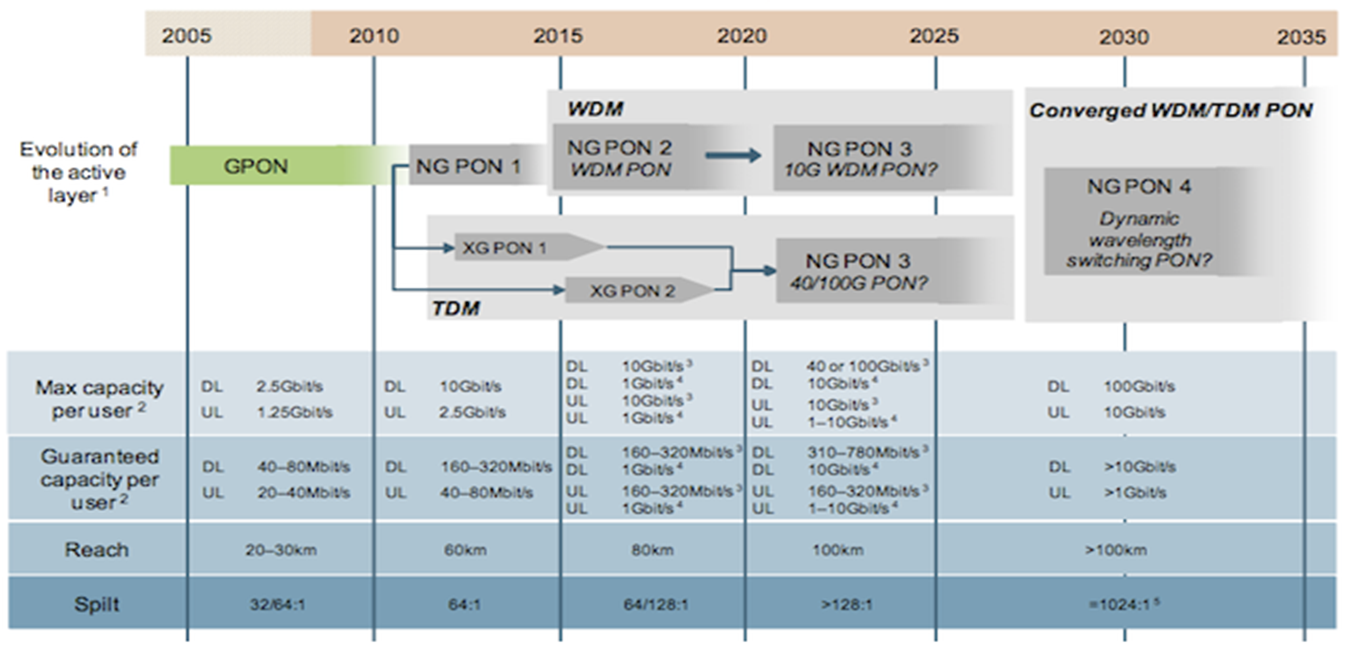 2005 2010 2015 2020 2025 2030 2035
WDM
Converged WDM/TDM PON
Evolution of
the active
layer 1
GPON
NG PON 1
NG PON 2
WDM PON
NG PON 3
10G WDM PON?
NG PON 4
Dynamic
wavelength
switching PON?
XG PON 1
XG PON 2
NG PON 3
40/100G PON?
TDM
Max capacity
per user 2
DL 2.5Gbit/s
UL 1.25Gbit/s
DL 10Gbit/s
UL 2.5Gbit/s
DL 10Gbit/s 3
DL 1Gbit/s 4
UL 10Gbit/s 3
UL 1Gbit/s 4
DL 40 or 100Gbit/s 3
DL 10Gbit/s 4
UL 10Gbit/s 3
UL 1–10Gbit/s 4
DL 100Gbit/s
UL 10Gbit/s
Guaranteed
capacity per
user 2
DL 40–80Mbit/s
UL 20–40Mbit/s
DL 160–320Mbit/s
UL 40–80Mbit/s
DL 160–320Mbit/s 3
DL 1Gbit/s 4
UL 160–320Mbit/s 3
UL 1Gbit/s 4
DL 310–780Mbit/s 3
DL 10Gbit/s 4
UL 160–320Mbit/s 3
UL 1–10Gbit/s 4
DL >10Gbit/s
UL >1Gbit/s
Reach 20–30km 60km 80km 100km >100km
Spilt 32/64:1 64:1 64/128:1 >128:1 =1024:1 5